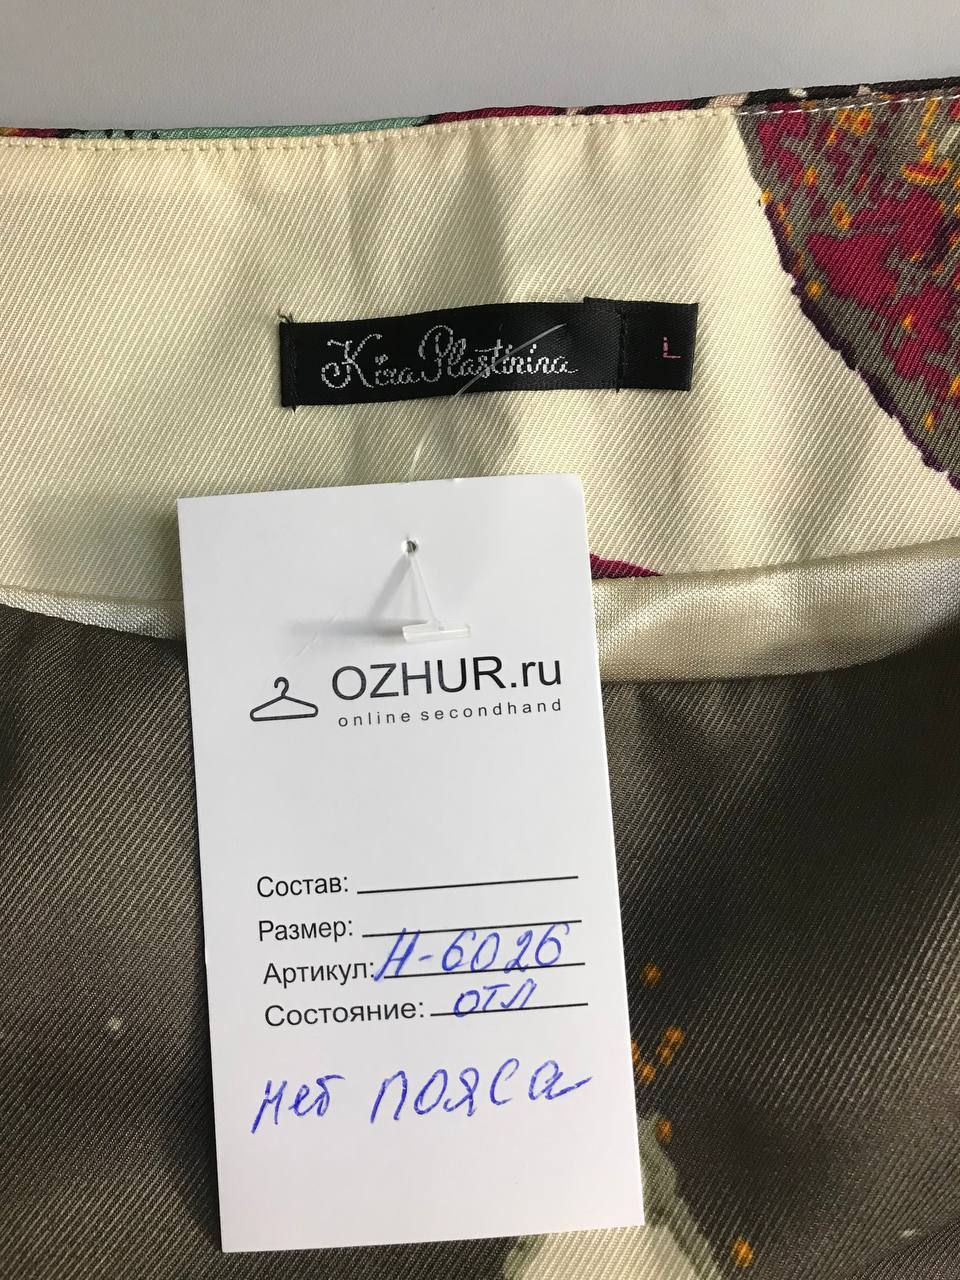 Kira Plastinina
L
OZHUR.ru
online secondhand
Состав:
Размер:
Артикул: Н-6026
Состояние: отл
нет пояса